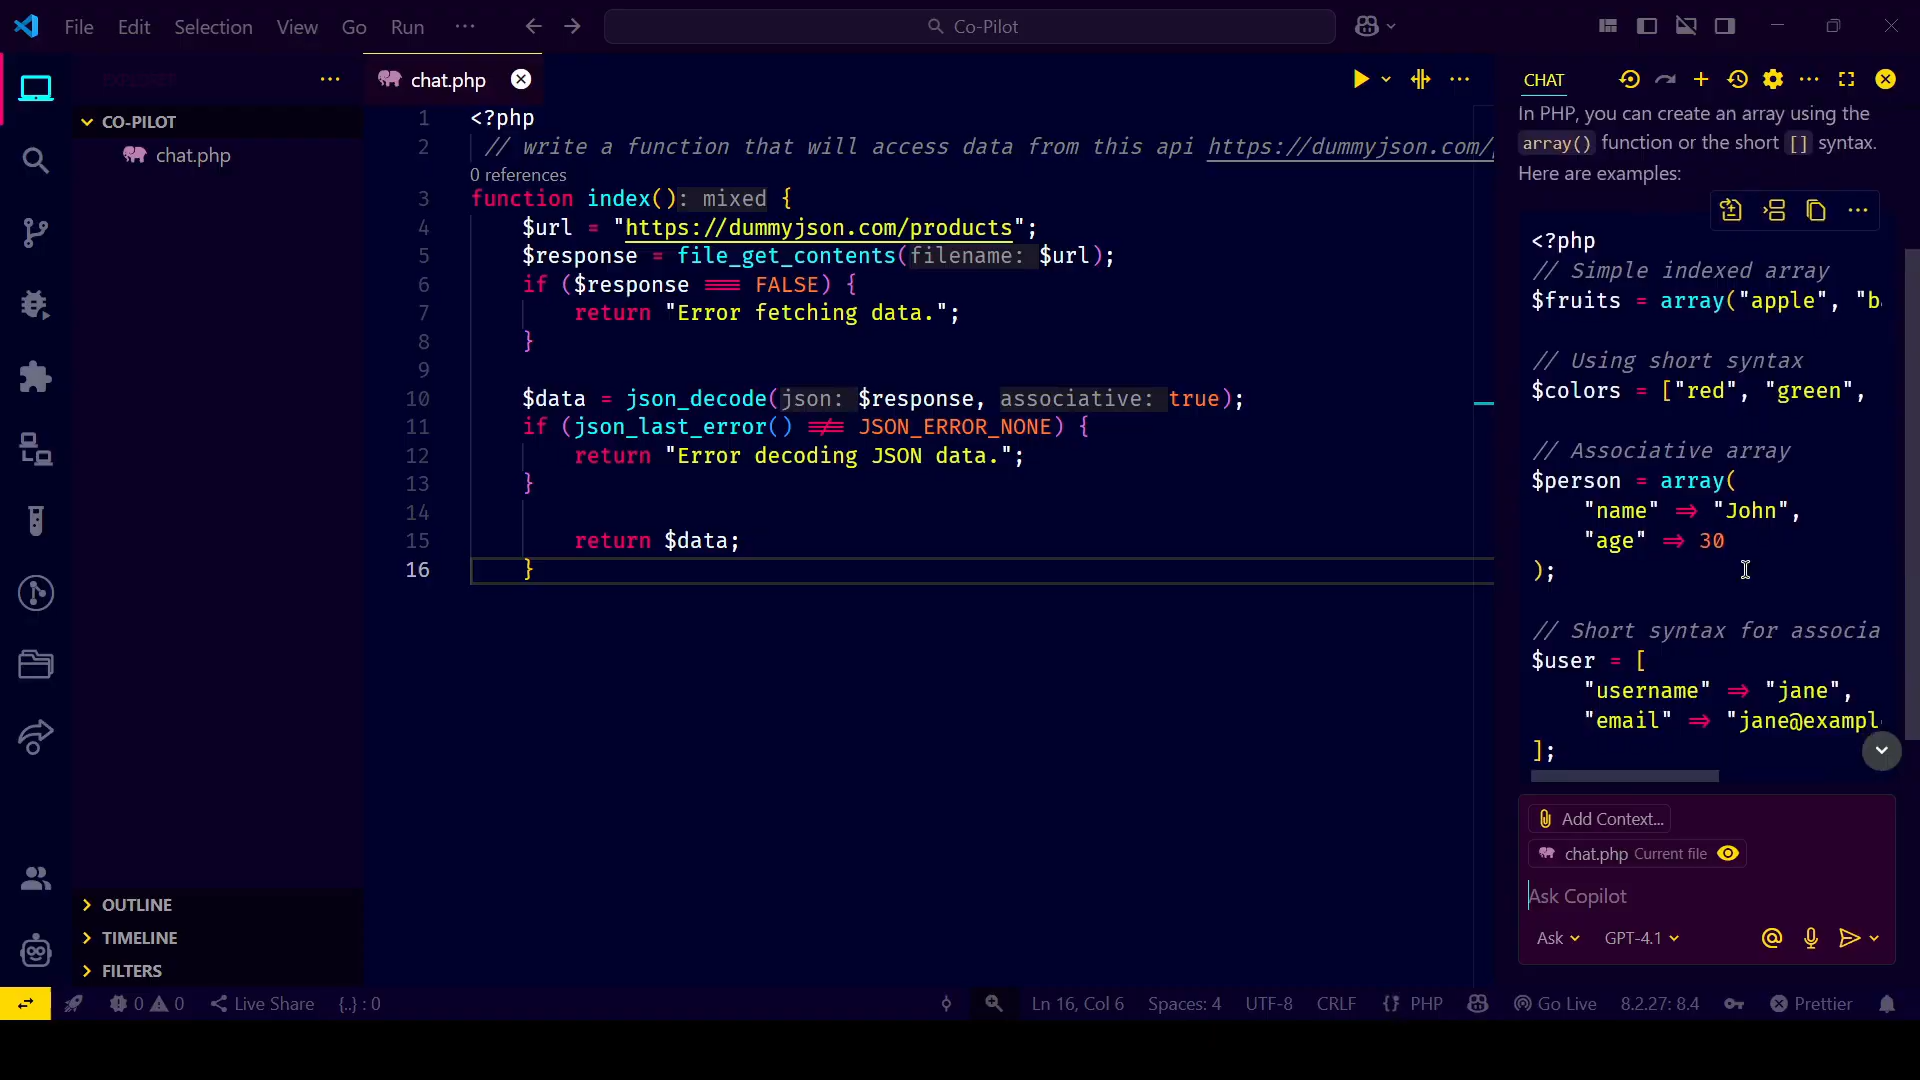 File Edit Selection View Go Run ··· Co-Pilot
EXPLORER ···
CO-PILOT
chat.php
OUTLINE
TIMELINE
FILTERS
chat.php
1 <?php
2 // write a function that will access data from this api https://dummyjson.com/
0 references
3 function index(): mixed {
4 $url = "https://dummyjson.com/products";
5 $response = file_get_contents(filename: $url);
6 if ($response === FALSE) {
7 return "Error fetching data.";
8 }
9
10 $data = json_decode(json: $response, associative: true);
11 if (json_last_error() !== JSON_ERROR_NONE) {
12 return "Error decoding JSON data.";
13 }
14
15 return $data;
16 }
CHAT
In PHP, you can create an array using the
array() function or the short [] syntax.
Here are examples:
<?php
// Simple indexed array
$fruits = array("apple", "b
// Using short syntax
$colors = ["red", "green",
// Associative array
$person = array(
"name" => "John",
"age" => 30
);
// Short syntax for associa
$user = [
"username" => "jane",
"email" => "jane@exampl
];
Add Context...
chat.php Current file
Ask Copilot
Ask GPT-4.1
0 0 Live Share {..} : 0 Ln 16, Col 6 Spaces: 4 UTF-8 CRLF {} PHP Go Live 8.2.27: 8.4 Prettier